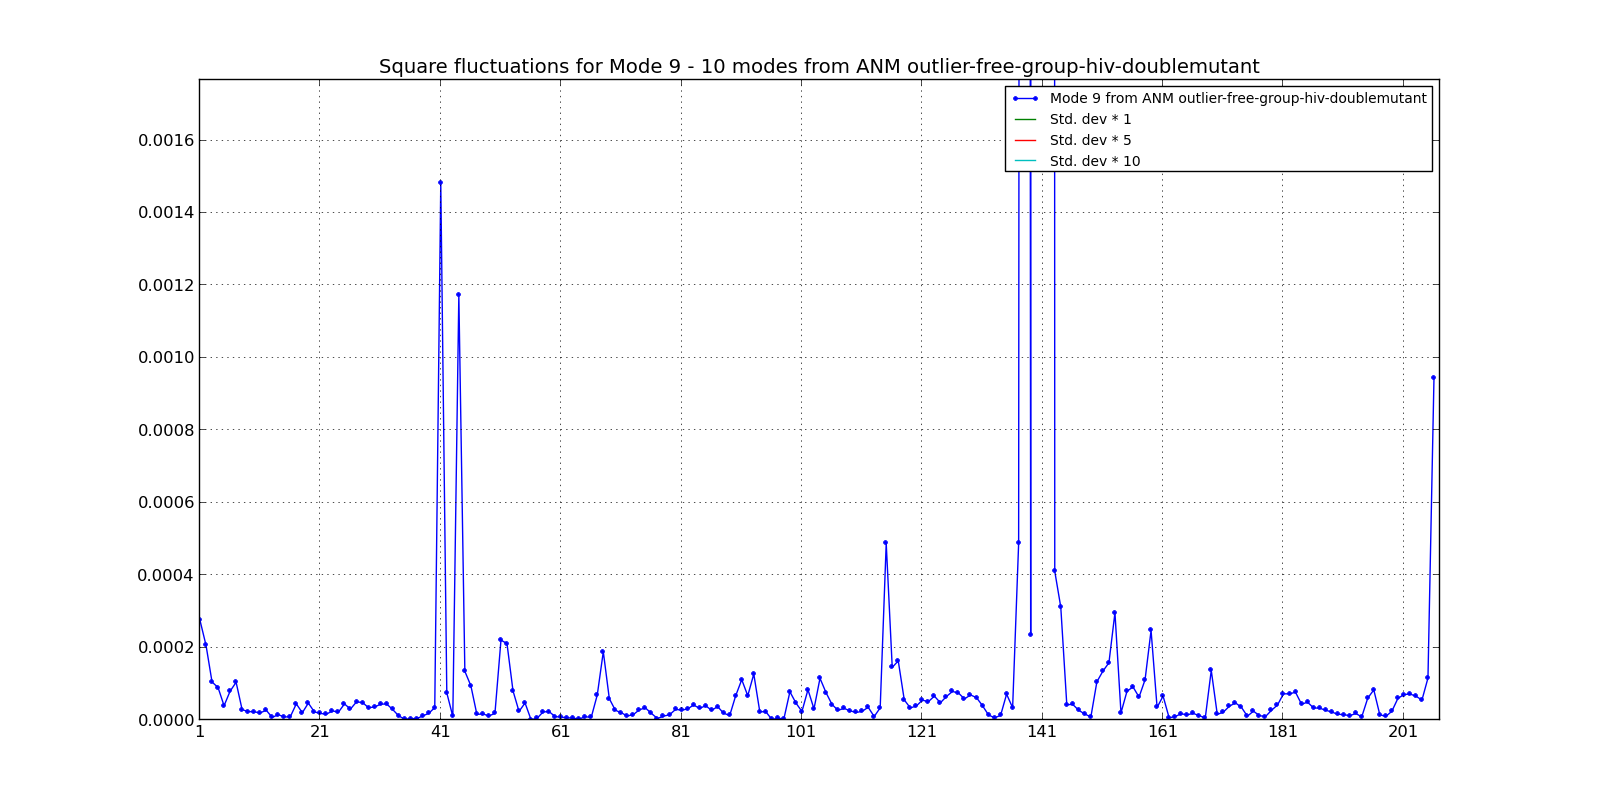 Square fluctuations for Mode 9 - 10 modes from ANM outlier-free-group-hiv-doublemutant
Mode 9 from ANM outlier-free-group-hiv-doublemutant
Std. dev * 1
Std. dev * 5
Std. dev * 10
0.0016
0.0014
0.0012
0.0010
0.0008
0.0006
0.0004
0.0002
0.0000
1 21 41 61 81 101 121 141 161 181 201